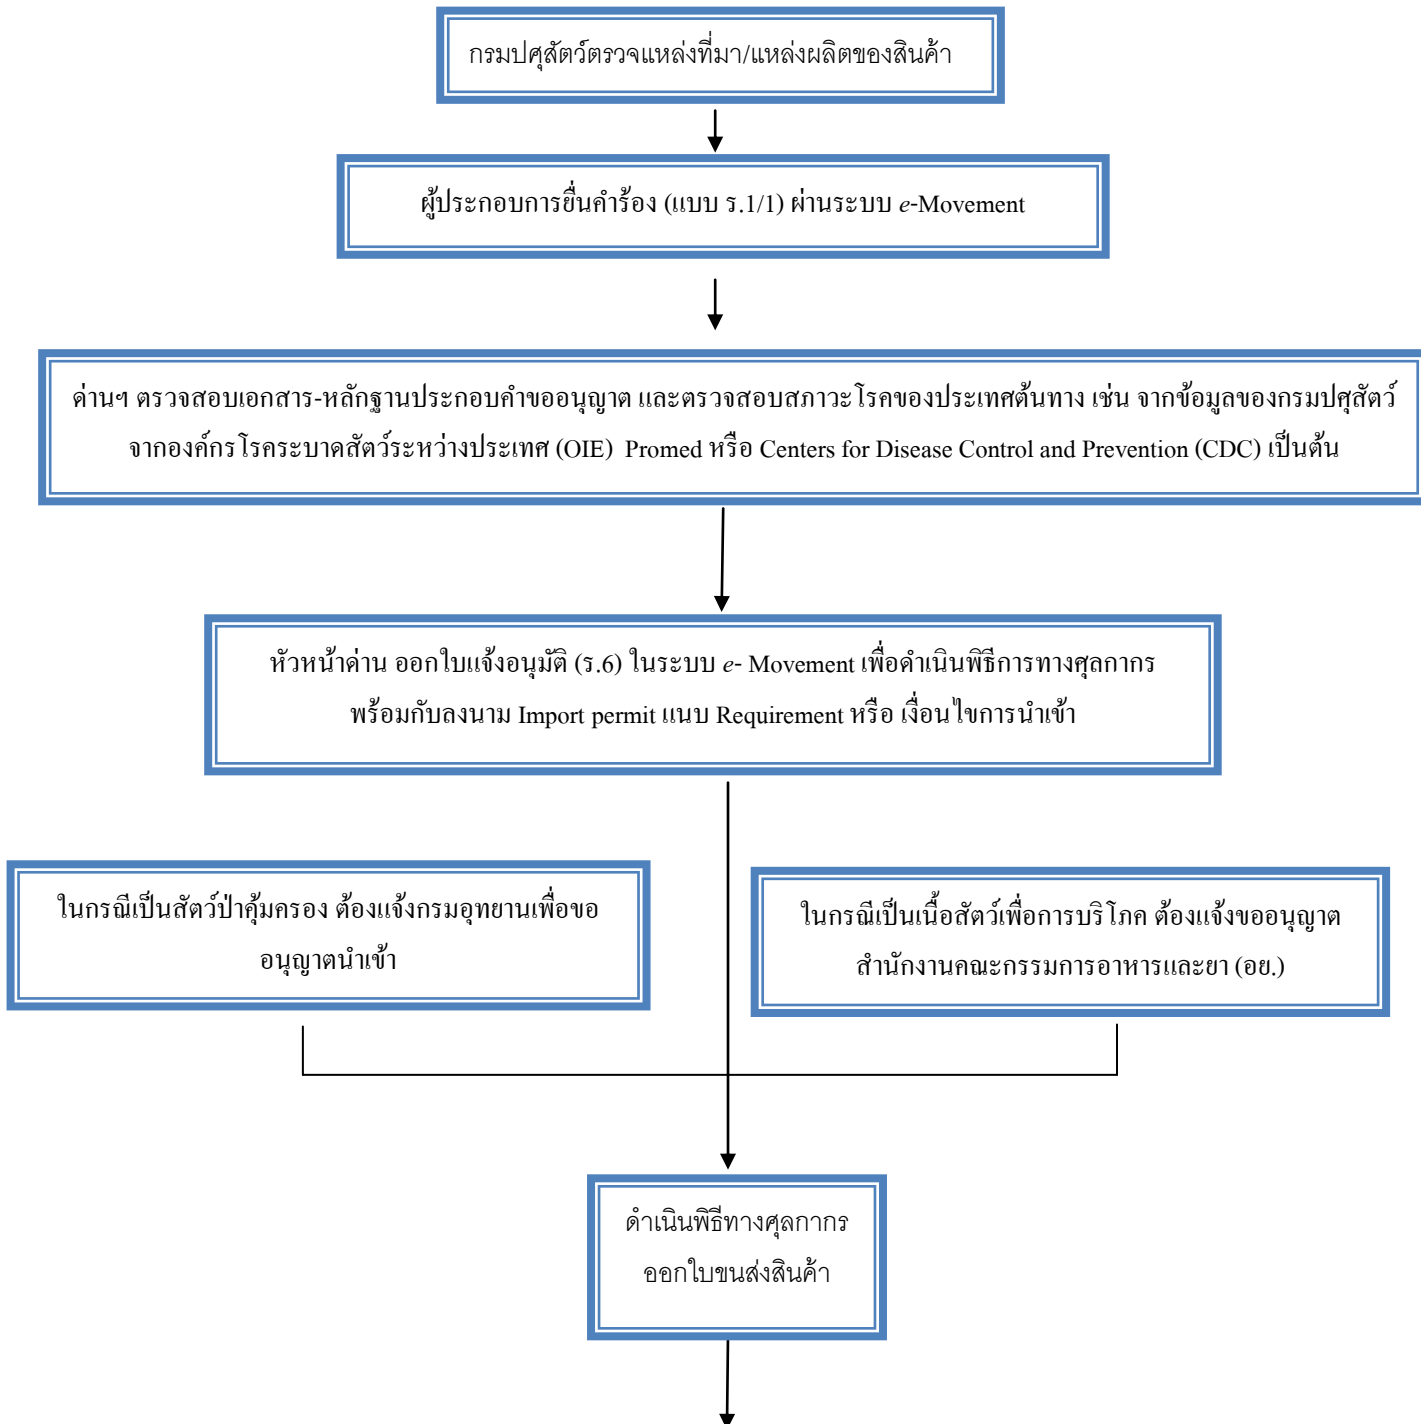 กรมปศุสัตว์ตรวจแหล่งที่มา/แหล่งผลิตของสินค้า
ผู้ประกอบการยื่นคำร้อง (แบบ ร.1/1) ผ่านระบบ e-Movement
ด่านฯ ตรวจสอบเอกสาร-หลักฐานประกอบคำขออนุญาต และตรวจสอบสภาวะโรคของประเทศต้นทาง เช่น จากข้อมูลของกรมปศุสัตว์
จากองค์กรโรคระบาดสัตว์ระหว่างประเทศ (OIE) Promed หรือ Centers for Disease Control and Prevention (CDC) เป็นต้น
หัวหน้าด่าน ออกใบแจ้งอนุมัติ (ร.6) ในระบบ e- Movement เพื่อดำเนินพิธีการทางศุลกากร
พร้อมกับลงนาม Import permit แนบ Requirement หรือ เงื่อนไขการนำเข้า
ในกรณีเป็นสัตว์ป่าคุ้มครอง ต้องแจ้งกรมอุทยานเพื่อขอ
อนุญาตนำเข้า
ในกรณีเป็นเนื้อสัตว์เพื่อการบริโภค ต้องแจ้งขออนุญาต
สำนักงานคณะกรรมการอาหารและยา (อย.)
ดำเนินพิธีทางศุลกากร
ออกใบขนส่งสินค้า